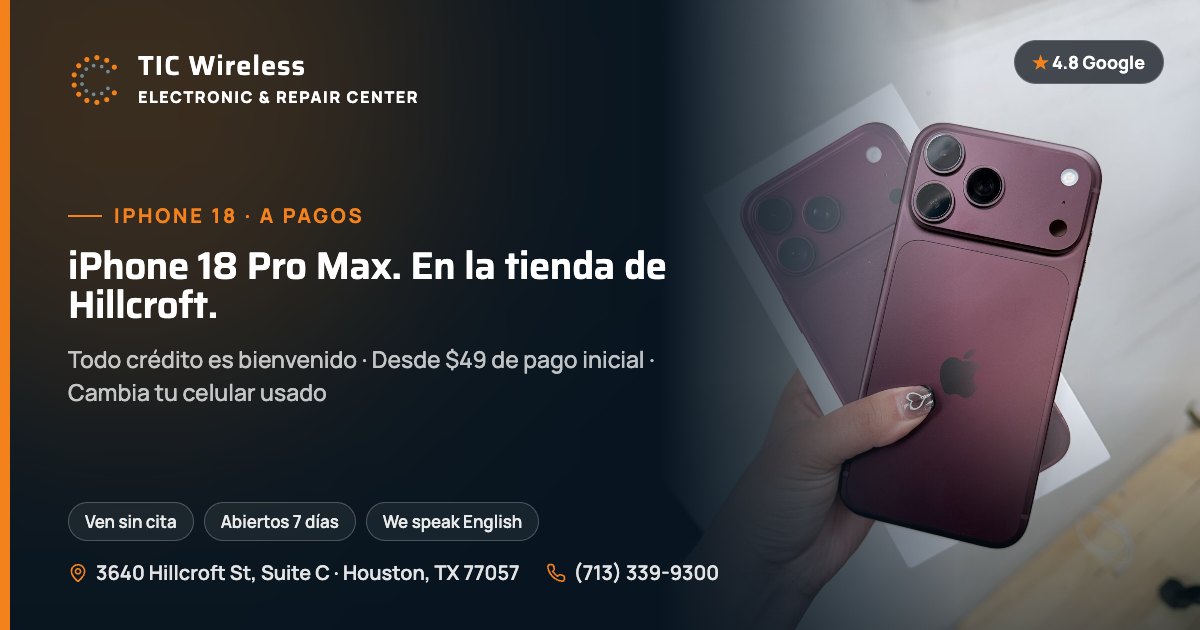 TIC Wireless
ELECTRONIC & REPAIR CENTER
★ 4.8 Google
IPHONE 18 · A PAGOS
iPhone 18 Pro Max. En la tienda de
Hillcroft.
Todo crédito es bienvenido · Desde $49 de pago inicial ·
Cambia tu celular usado
Ven sin cita
Abiertos 7 días
We speak English
3640 Hillcroft St, Suite C · Houston, TX 77057
(713) 339-9300